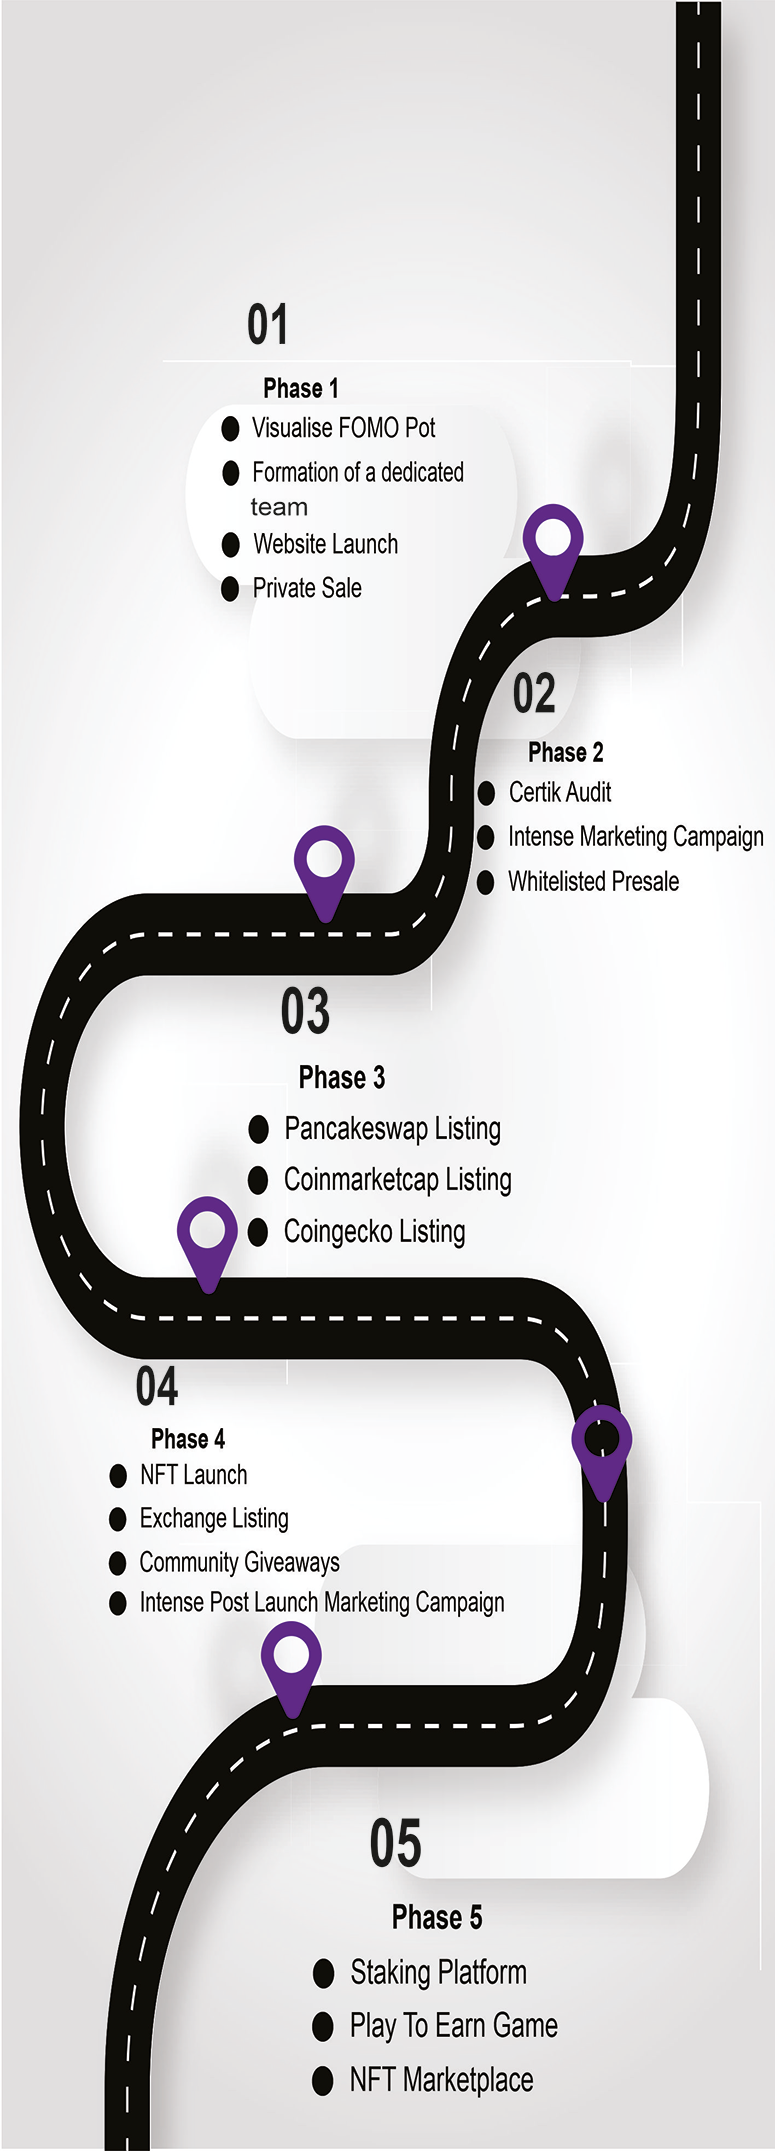 01
Phase 1
Visualise FOMO Pot
Formation of a dedicated
team
Website Launch
Private Sale
02
Phase 2
Certik Audit
Intense Marketing Campaign
Whitelisted Presale
03
Phase 3
Pancakeswap Listing
Coinmarketcap Listing
Coingecko Listing
04
Phase 4
NFT Launch
Exchange Listing
Community Giveaways
Intense Post Launch Marketing Campaign
05
Phase 5
Staking Platform
Play To Earn Game
NFT Marketplace